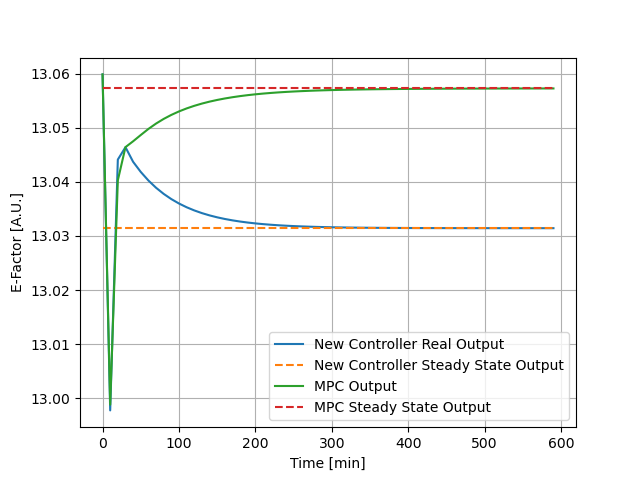 13.06
13.05
13.04
13.03
13.02
13.01
13.00
E-Factor [A.U.]
New Controller Real Output
New Controller Steady State Output
MPC Output
MPC Steady State Output
0 100 200 300 400 500 600
Time [min]